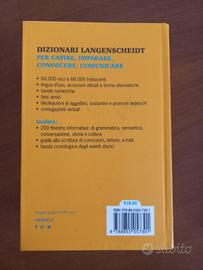 DIZIONARI LANGENSCHEIDT
PER CAPIRE, IMPARARE,
CONOSCERE, COMUNICARE
• 60.000 voci e 68.000 traducenti
• lingua d'uso, accezioni attuali e forme idiomatiche
• tavole numeriche
• falsi amici
• declinazioni di aggettivi, sostantivi e pronomi tedeschi
• coniugazioni verbali
Inoltre:
• 200 finestre informative: di grammatica, semantica,
conversazione, storia e cultura
• guida alla scrittura di curriculum, lettere, e-mail
• tavola cronologica degli eventi storici
€18,00
subito